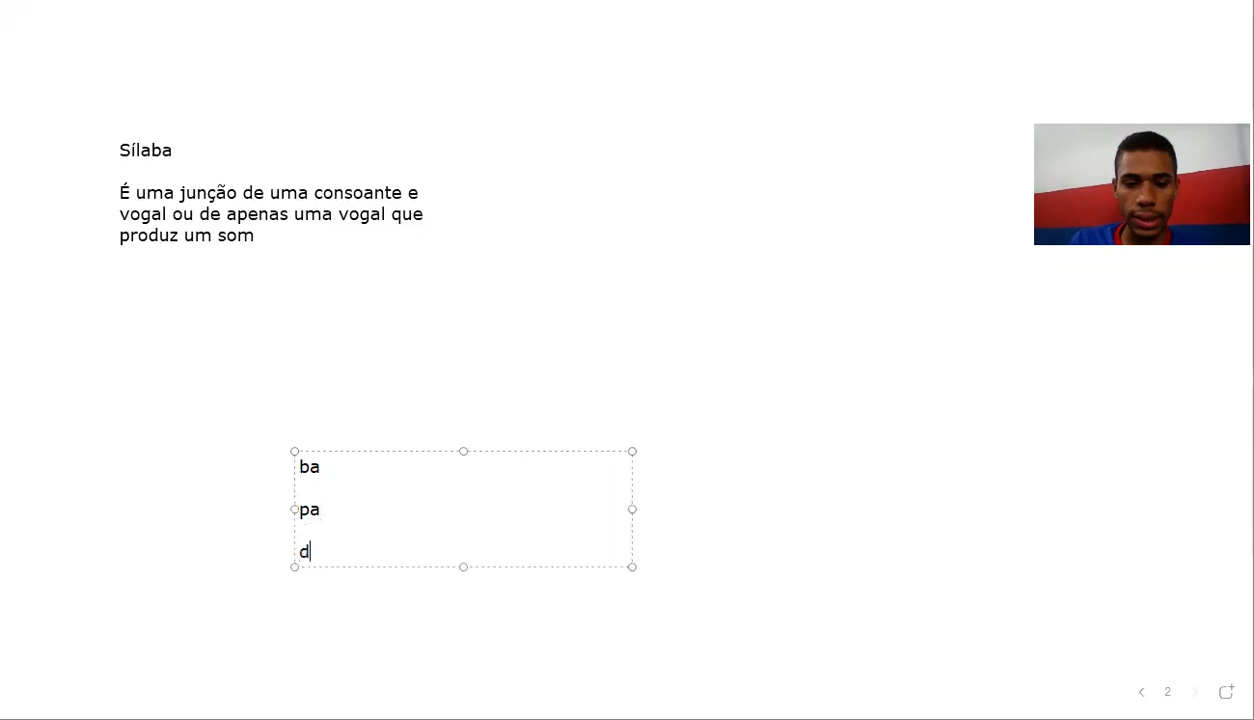 Sílaba
É uma junção de uma consoante e
vogal ou de apenas uma vogal que
produz um som
ba
pa
d
2